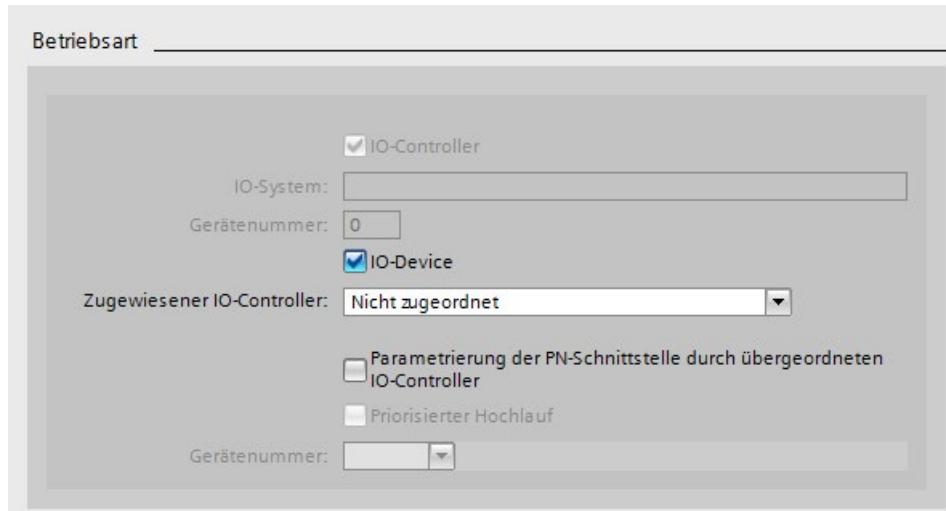 Betriebsart
IO-Controller
IO-System:
Gerätenummer: 0
IO-Device
Zugewiesener IO-Controller: Nicht zugeordnet
Parametrierung der PN-Schnittstelle durch übergeordneten
IO-Controller
Priorisierter Hochlauf
Gerätenummer: